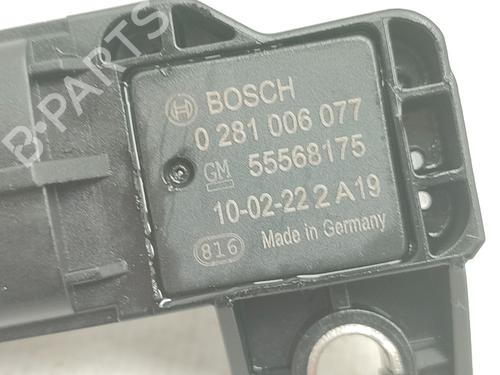 B-PARTS
BOSCH
0 281 006 077
GM 55568175
10-02-22 2 A19
816 Made in Germany